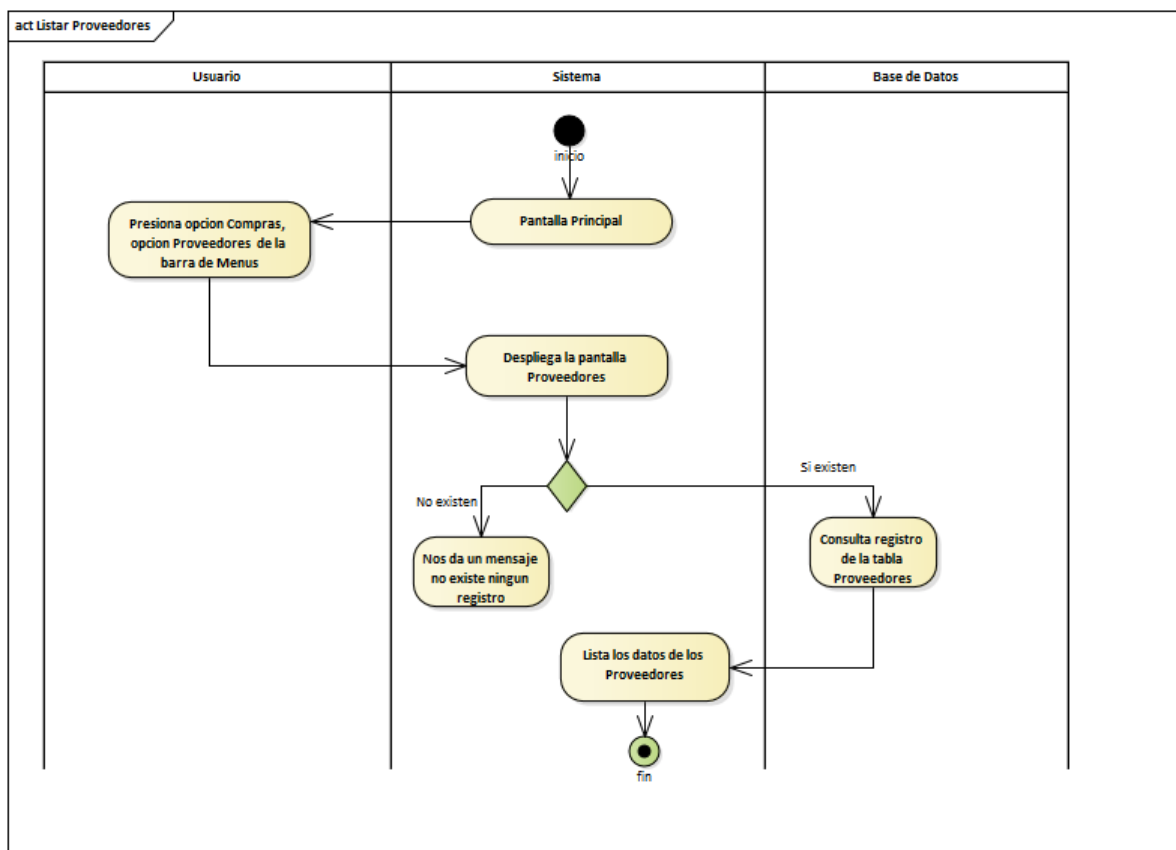 act Listar Proveedores
Usuario
Sistema
Base de Datos
inicio
Pantalla Principal
Presiona opcion Compras,
opcion Proveedores de la
barra de Menus
Despliega la pantalla
Proveedores
Si existen
No existen
Nos da un mensaje
no existe ningun
registro
Consulta registro
de la tabla
Proveedores
Lista los datos de los
Proveedores
fin